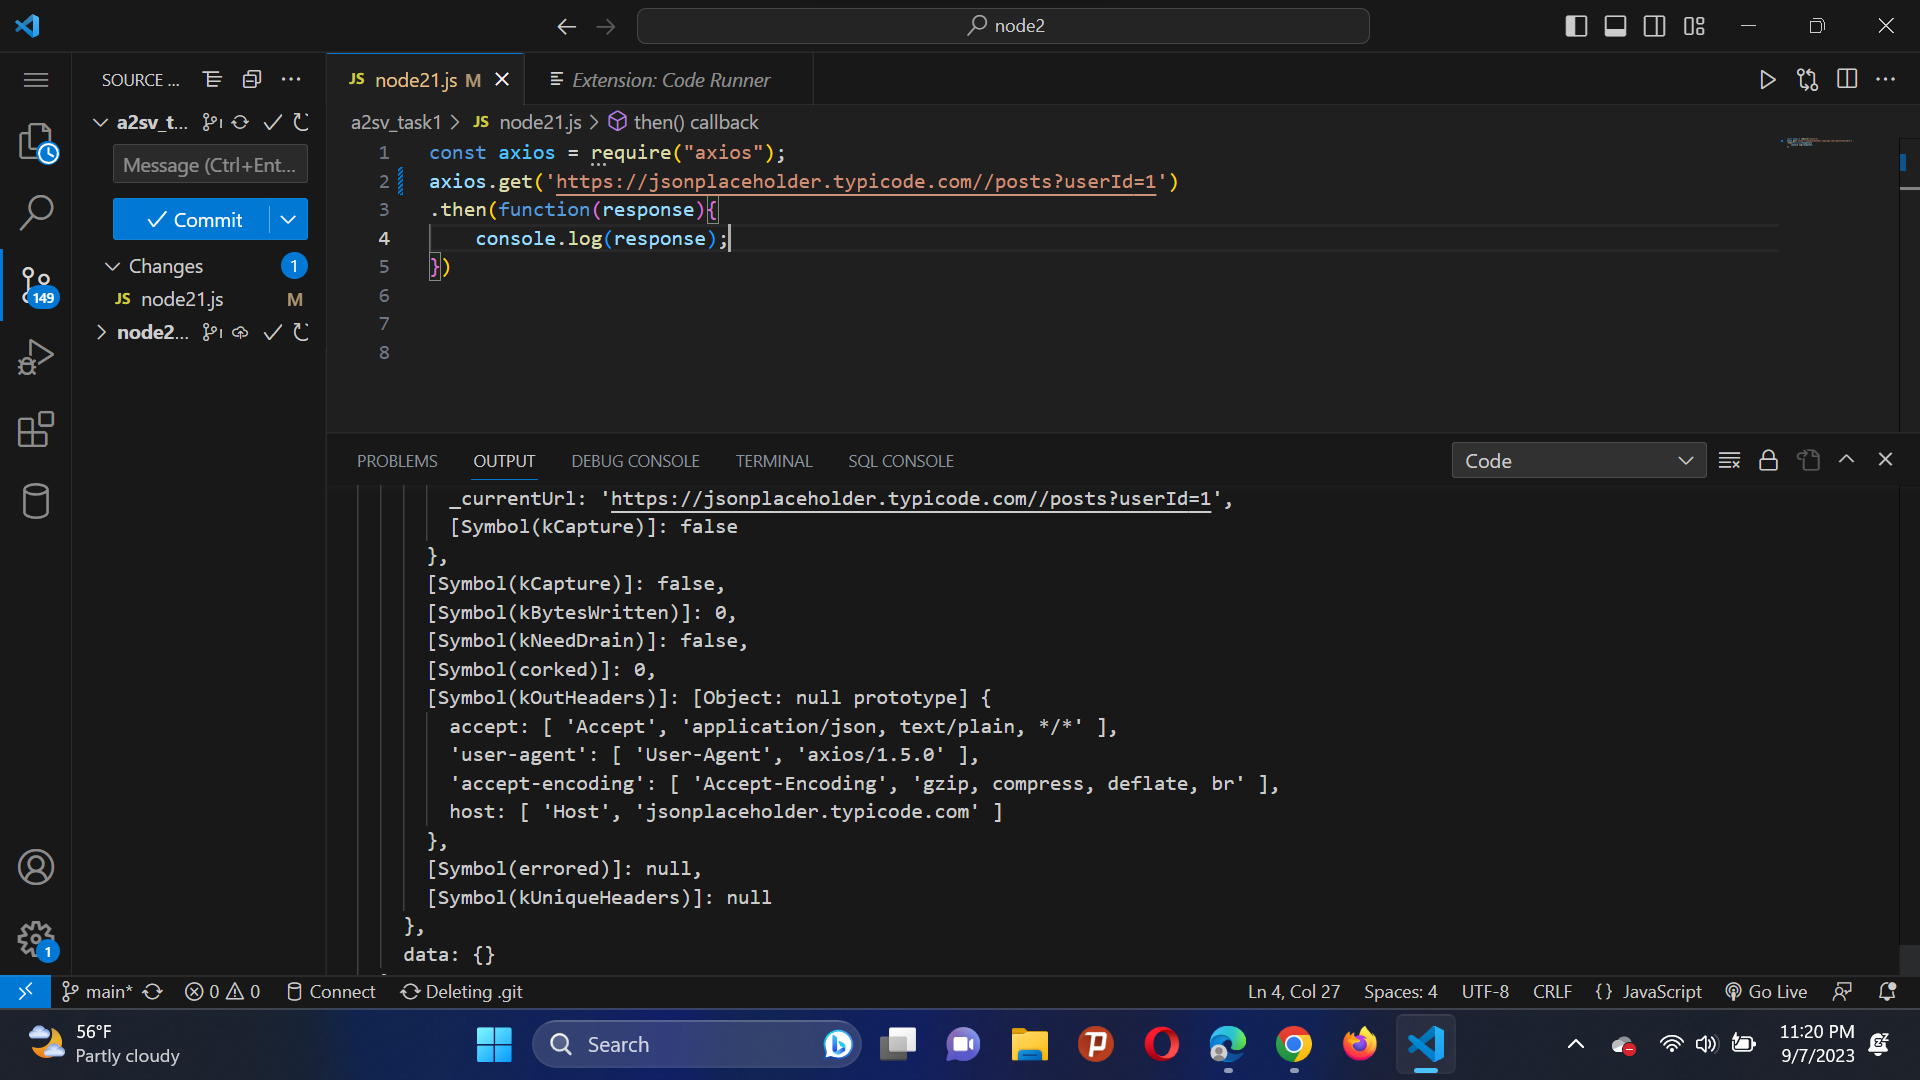 node2
SOURCE ...
JS node21.js M
Extension: Code Runner
a2sv_t...
Message (Ctrl+Ent...
Commit
Changes 1
JS node21.js M
node2...
149
1
a2sv_task1 > JS node21.js > then() callback
1 const axios = require("axios");
2 axios.get('https://jsonplaceholder.typicode.com//posts?userId=1')
3 .then(function(response){
4 console.log(response);
5 })
6
7
8
PROBLEMS OUTPUT DEBUG CONSOLE TERMINAL SQL CONSOLE Code
_currentUrl: 'https://jsonplaceholder.typicode.com//posts?userId=1',
[Symbol(kCapture)]: false
},
[Symbol(kCapture)]: false,
[Symbol(kBytesWritten)]: 0,
[Symbol(kNeedDrain)]: false,
[Symbol(corked)]: 0,
[Symbol(kOutHeaders)]: [Object: null prototype] {
accept: [ 'Accept', 'application/json, text/plain, */*' ],
'user-agent': [ 'User-Agent', 'axios/1.5.0' ],
'accept-encoding': [ 'Accept-Encoding', 'gzip, compress, deflate, br' ],
host: [ 'Host', 'jsonplaceholder.typicode.com' ]
},
[Symbol(errored)]: null,
[Symbol(kUniqueHeaders)]: null
},
data: {}
main* 0 0 Connect Deleting .git Ln 4, Col 27 Spaces: 4 UTF-8 CRLF {} JavaScript Go Live
56°F
Partly cloudy
Search
11:20 PM
9/7/2023